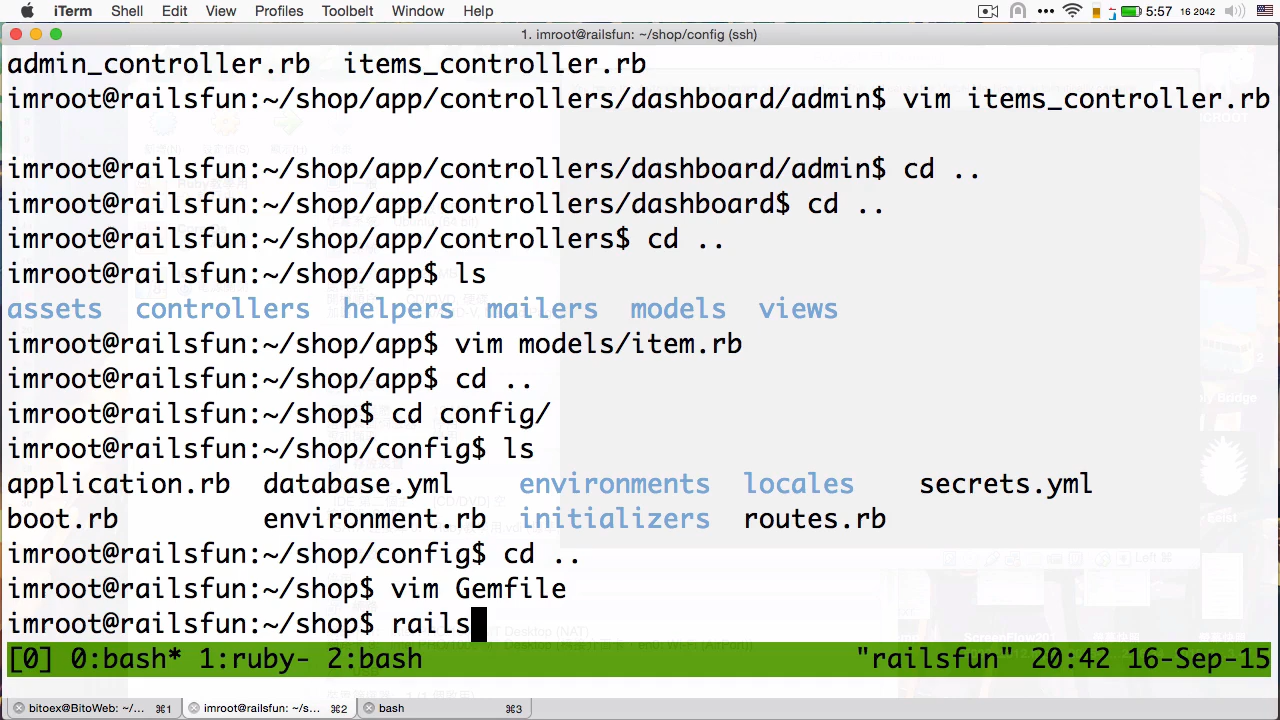 iTerm Shell Edit View Profiles Toolbelt Window Help 5:57 16 2042
1. imroot@railsfun: ~/shop/config (ssh)
admin_controller.rb items_controller.rb
imroot@railsfun:~/shop/app/controllers/dashboard/admin$ vim items_controller.rb
imroot@railsfun:~/shop/app/controllers/dashboard/admin$ cd ..
imroot@railsfun:~/shop/app/controllers/dashboard$ cd ..
imroot@railsfun:~/shop/app/controllers$ cd ..
imroot@railsfun:~/shop/app$ ls
assets controllers helpers mailers models views
imroot@railsfun:~/shop/app$ vim models/item.rb
imroot@railsfun:~/shop/app$ cd ..
imroot@railsfun:~/shop$ cd config/
imroot@railsfun:~/shop/config$ ls
application.rb database.yml environments locales secrets.yml
boot.rb environment.rb initializers routes.rb
imroot@railsfun:~/shop/config$ cd ..
imroot@railsfun:~/shop$ vim Gemfile
imroot@railsfun:~/shop$ rails
[0] 0:bash* 1:ruby- 2:bash "railsfun" 20:42 16-Sep-15
bitoex@BitoWeb: ~/... ⌘1 imroot@railsfun: ~/s... ⌘2 bash ⌘3